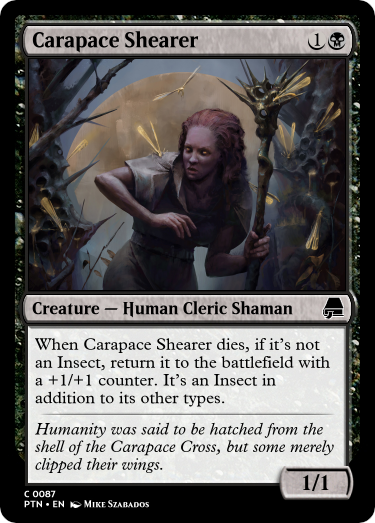 Carapace Shearer
1
Creature — Human Cleric Shaman
When Carapace Shearer dies, if it's not
an Insect, return it to the battlefield with
a +1/+1 counter. It's an Insect in
addition to its other types.
Humanity was said to be hatched from the
shell of the Carapace Cross, but some merely
clipped their wings.
1/1
C 0087
PTN • EN Mike Szabados